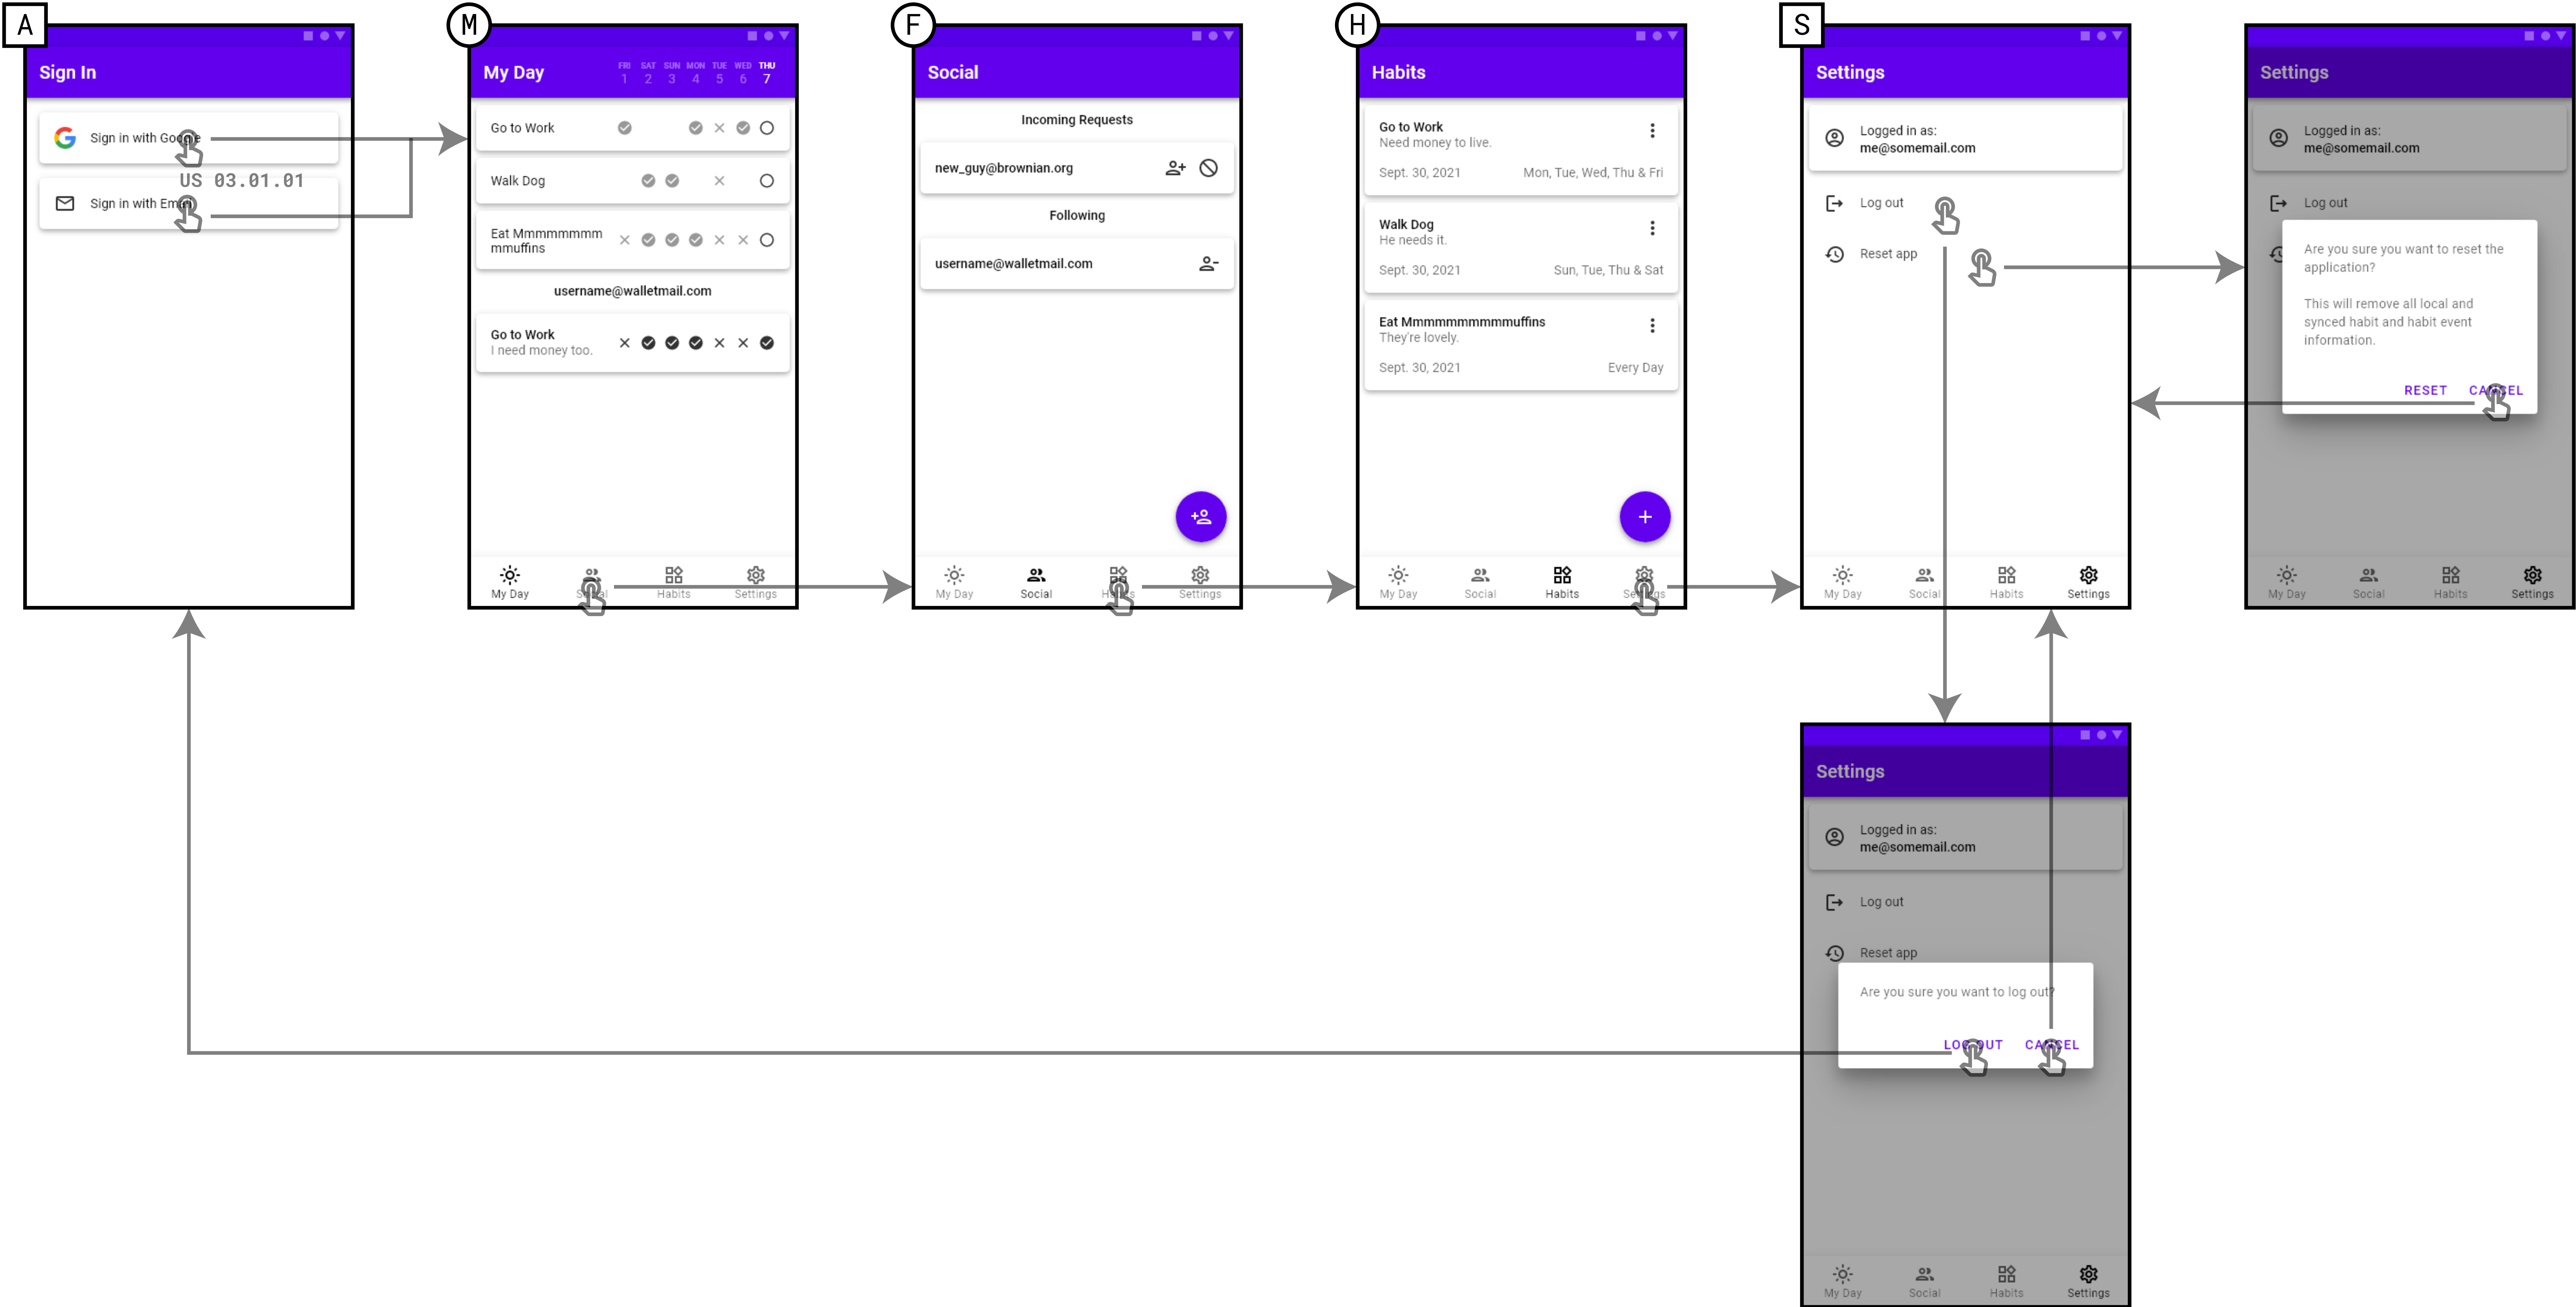 A
Sign In
Sign in with Google
US 03.01.01
Sign in with Email
M
My Day
FRI SAT SUN MON TUE WED THU
1 2 3 4 5 6 7
Go to Work
Walk Dog
Eat Mmmmmmmm
mmuffins
username@walletmail.com
Go to Work
I need money too.
My Day Social Habits Settings
F
Social
Incoming Requests
new_guy@brownian.org
Following
username@walletmail.com
My Day Social Habits Settings
H
Habits
Go to Work
Need money to live.
Sept. 30, 2021 Mon, Tue, Wed, Thu & Fri
Walk Dog
He needs it.
Sept. 30, 2021 Sun, Tue, Thu & Sat
Eat Mmmmmmmmmmuffins
They're lovely.
Sept. 30, 2021 Every Day
My Day Social Habits Settings
S
Settings
Logged in as:
me@somemail.com
Log out
Reset app
My Day Social Habits Settings
Settings
Logged in as:
me@somemail.com
Log out
Are you sure you want to reset the
application?
This will remove all local and
synced habit and habit event
information.
RESET CANCEL
My Day Social Habits Settings
Settings
Logged in as:
me@somemail.com
Log out
Reset app
Are you sure you want to log out?
LOG OUT CANCEL
My Day Social Habits Settings